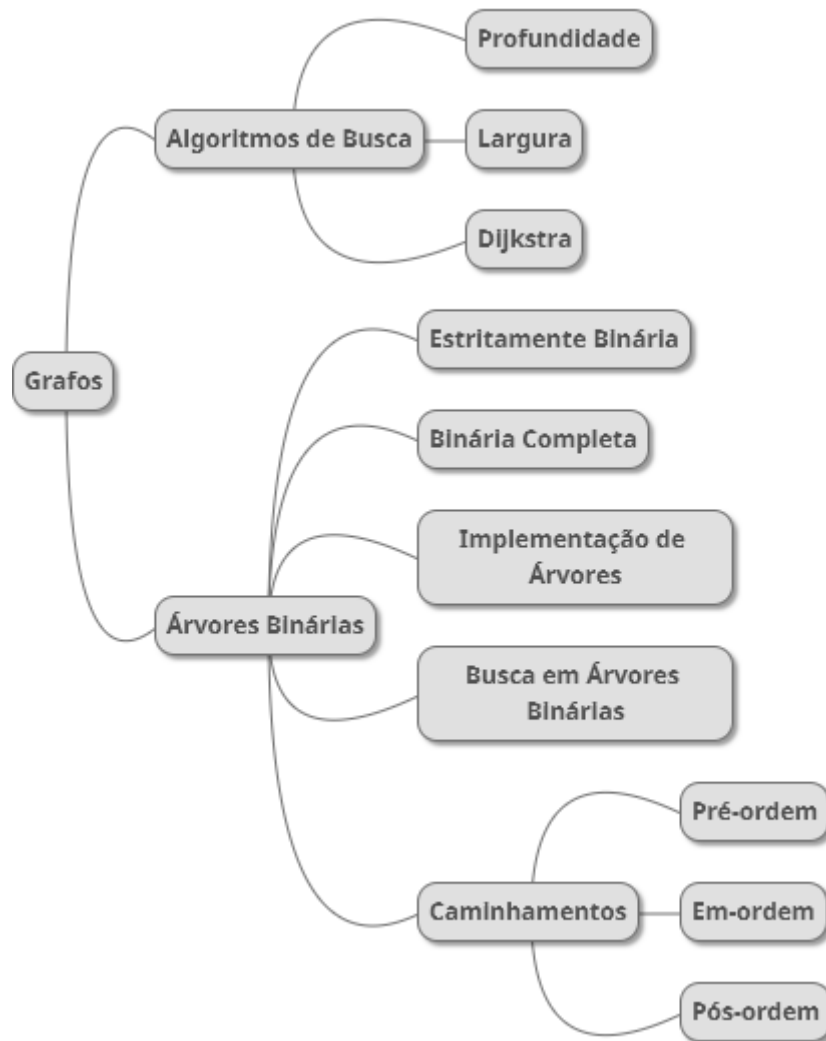 Profundidade
Algoritmos de Busca
Largura
Dijkstra
Estritamente Binária
Grafos
Binária Completa
Implementação de
Árvores
Árvores Binárias
Busca em Árvores
Binárias
Pré-ordem
Caminhamentos
Em-ordem
Pós-ordem